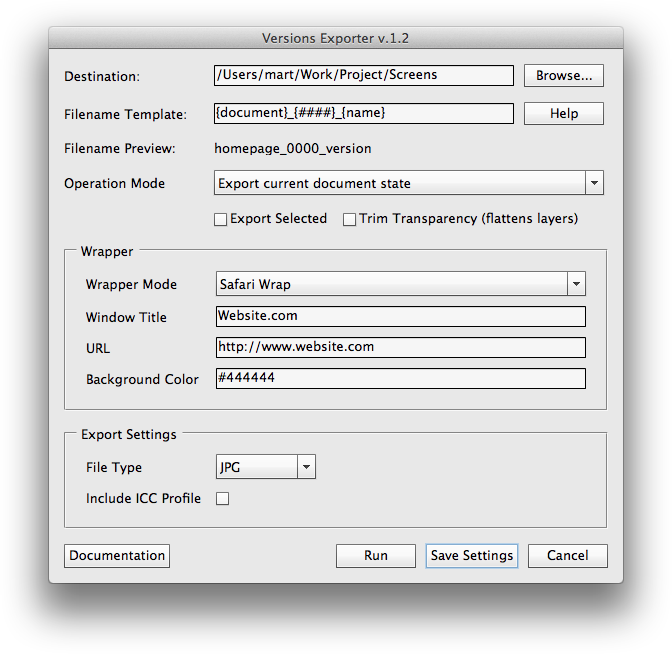 Versions Exporter v.1.2
Destination: /Users/mart/Work/Project/Screens Browse...
Filename Template: {document}_{####}_{name} Help
Filename Preview: homepage_0000_version
Operation Mode Export current document state
Export Selected Trim Transparency (flattens layers)
Wrapper
Wrapper Mode Safari Wrap
Window Title Website.com
URL http://www.website.com
Background Color #444444
Export Settings
File Type JPG
Include ICC Profile
Documentation Run Save Settings Cancel